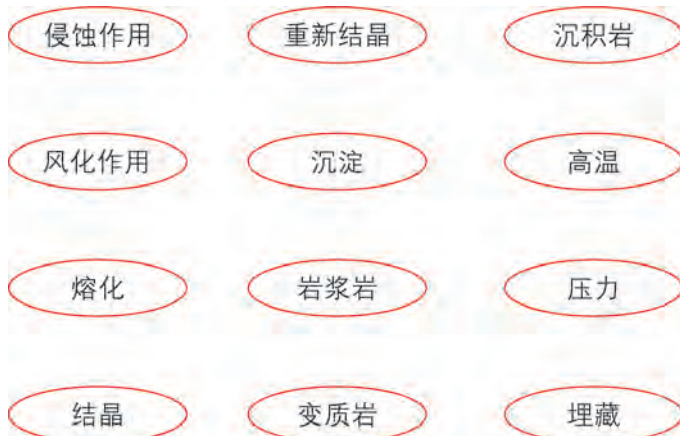 侵蚀作用 重新结晶 沉积岩
风化作用 沉淀 高温
熔化 岩浆岩 压力
结晶 变质岩 埋藏